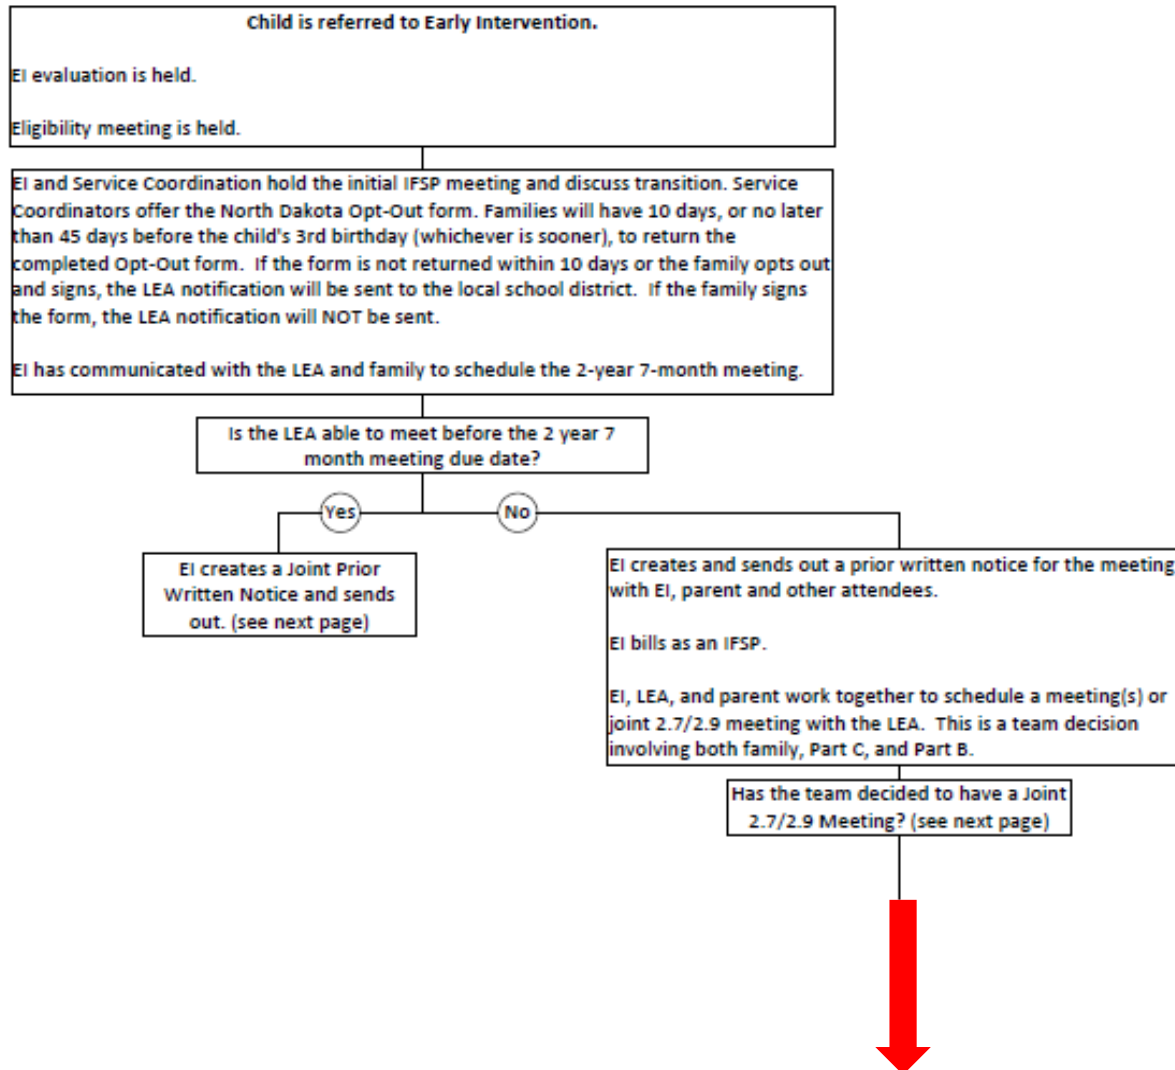 Child is referred to Early Intervention.
EI evaluation is held.
Eligibility meeting is held.
EI and Service Coordination hold the initial IFSP meeting and discuss transition. Service
Coordinators offer the North Dakota Opt-Out form. Families will have 10 days, or no later
than 45 days before the child's 3rd birthday (whichever is sooner), to return the
completed Opt-Out form.  If the form is not returned within 10 days or the family opts out
and signs, the LEA notification will be sent to the local school district.  If the family signs
the form, the LEA notification will NOT be sent.
EI has communicated with the LEA and family to schedule the 2-year 7-month meeting.
Is the LEA able to meet before the 2 year 7
month meeting due date?
Yes
No
EI creates a Joint Prior
Written Notice and sends
out. (see next page)
EI creates and sends out a prior written notice for the meeting
with EI, parent and other attendees.
EI bills as an IFSP.
EI, LEA, and parent work together to schedule a meeting(s) or
joint 2.7/2.9 meeting with the LEA.  This is a team decision
involving both family, Part C, and Part B.
Has the team decided to have a Joint
2.7/2.9 Meeting? (see next page)